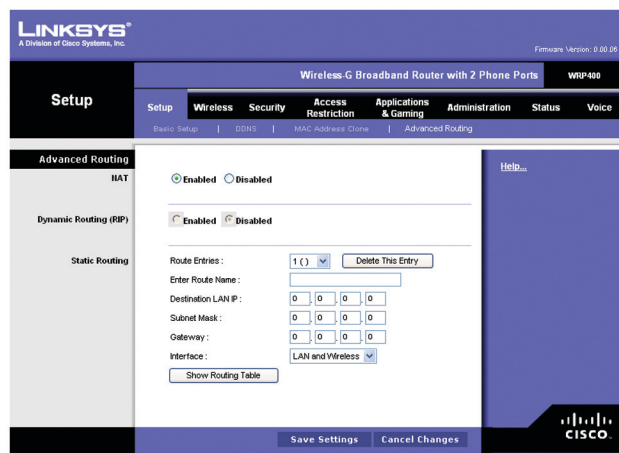 LINKSYS®
A Division of Cisco Systems, Inc.
Firmware Version: 0.00.06
Wireless-G Broadband Router with 2 Phone Ports WRP400
Setup
Setup Wireless Security Access Restriction Applications & Gaming Administration Status Voice
Basic Setup | DDNS | MAC Address Clone | Advanced Routing
Advanced Routing
Help...
NAT Enabled Disabled
Dynamic Routing (RIP) Enabled Disabled
Static Routing Route Entries : 1 ( ) Delete This Entry
Enter Route Name :
Destination LAN IP : 0 . 0 . 0 . 0
Subnet Mask : 0 . 0 . 0 . 0
Gateway : 0 . 0 . 0 . 0
Interface : LAN and Wireless
Show Routing Table
Save Settings Cancel Changes
CISCO.